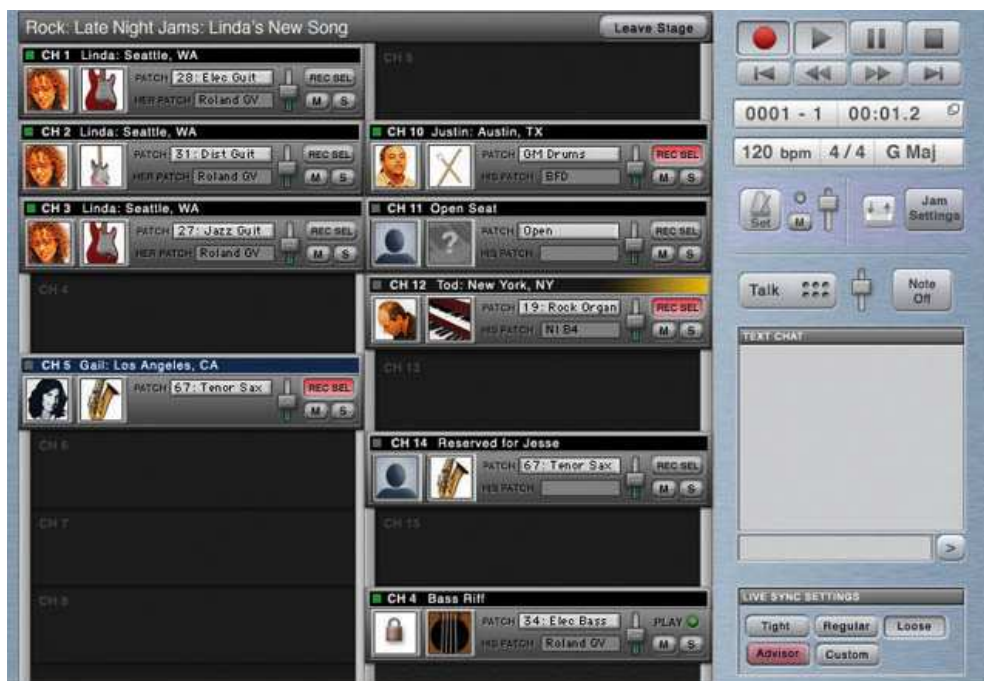 Rock: Late Night Jams: Linda's New Song
Leave Stage
CH 1 Linda: Seattle, WA
PATCH 28: Elec Guit REC SEL
HER PATCH Roland GV M S
CH 2 Linda: Seattle, WA
PATCH 31: Dist Guit REC SEL
HER PATCH Roland GV M S
CH 3 Linda: Seattle, WA
PATCH 27: Jazz Guit REC SEL
HER PATCH Roland GV M S
CH 4
CH 5 Gail: Los Angeles, CA
PATCH 67: Tenor Sax REC SEL
M S
CH 6
CH 7
CH 8
CH 9
CH 10 Justin: Austin, TX
PATCH GM Drums REC SEL
HIS PATCH BFD M S
CH 11 Open Seat
PATCH Open REC SEL
HIS PATCH M S
CH 12 Tod: New York, NY
PATCH 19: Rock Organ REC SEL
HIS PATCH NI B4 M S
CH 13
CH 14 Reserved for Jesse
PATCH 67: Tenor Sax REC SEL
HIS PATCH M S
CH 15
CH 4 Bass Riff
PATCH 34: Elec Bass PLAY
HIS PATCH Roland GV M S
0001 - 1 00:01.2
120 bpm 4/4 G Maj
Set M
Jam
Settings
Talk
Note
Off
TEXT CHAT
>
LIVE SYNC SETTINGS
Tight Regular Loose
Advisor Custom